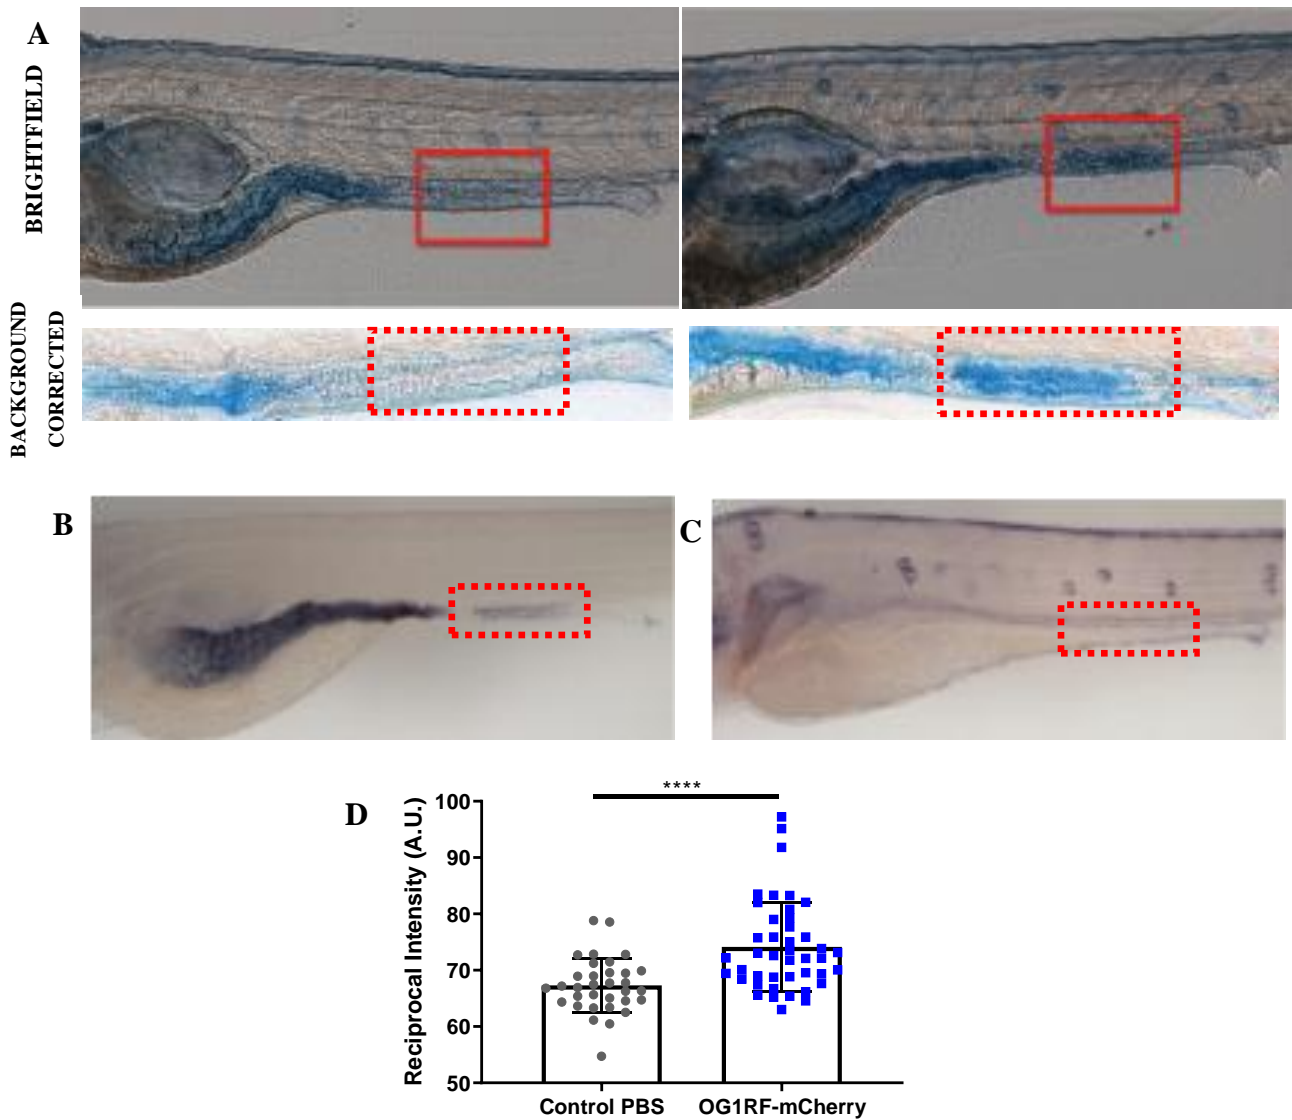 A
BRIGHTFIELD
BACKGROUND
CORRECTED
B
C
D
****
Reciprocal Intensity (A.U.)
100
90
80
70
60
50
Control PBS
OG1RF-mCherry